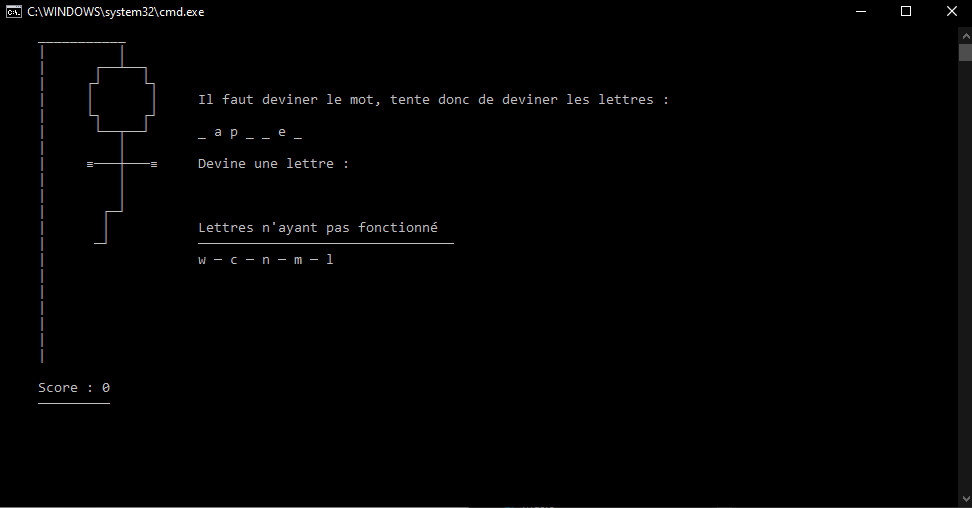 C:\WINDOWS\system32\cmd.exe
Il faut deviner le mot, tente donc de deviner les lettres :
_ a p _ _ e _
Devine une lettre :
Lettres n'ayant pas fonctionné
w — c — n — m — l
Score : 0